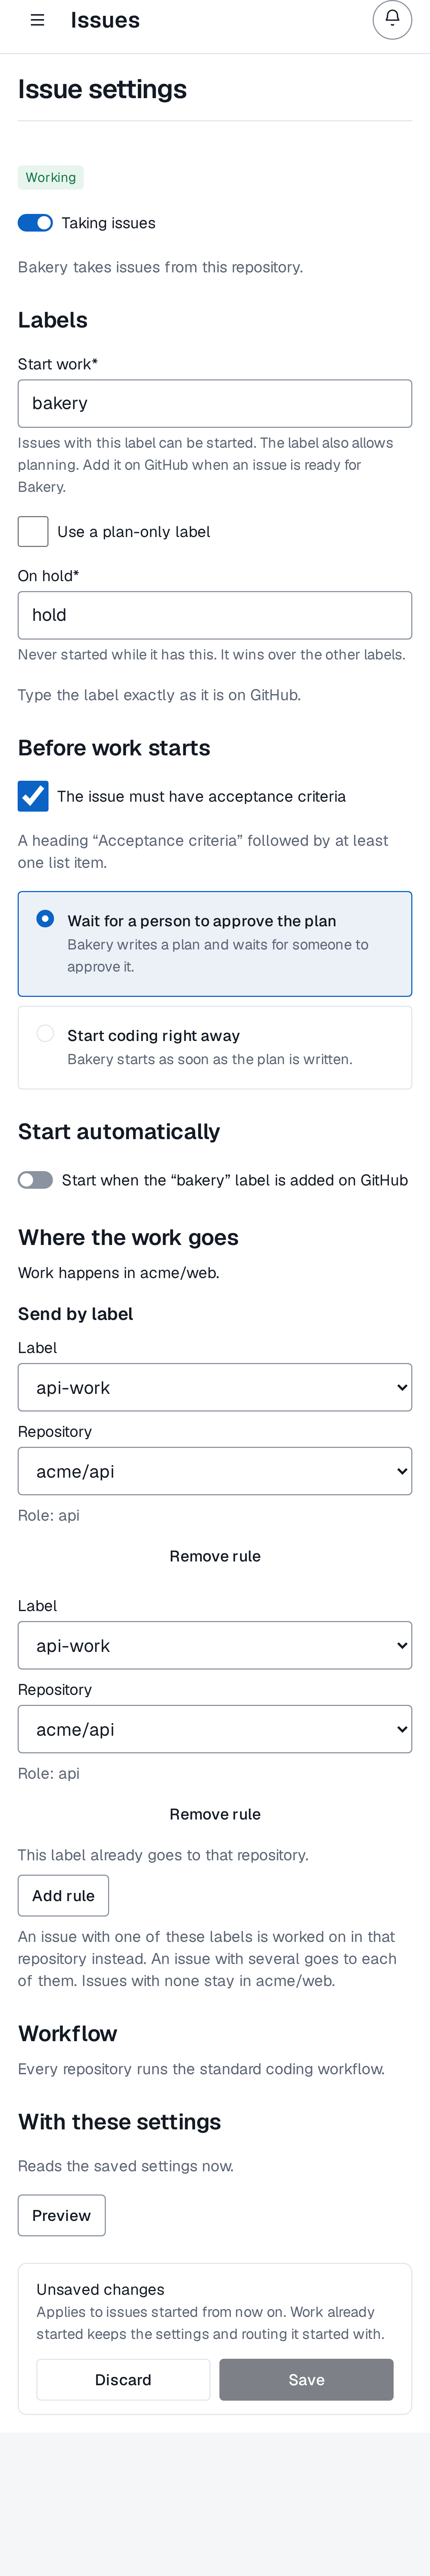 Issues
Issue settings
Working
Taking issues
Bakery takes issues from this repository.
Labels
Start work*
bakery
Issues with this label can be started. The label also allows
planning. Add it on GitHub when an issue is ready for
Bakery.
Use a plan-only label
On hold*
hold
Never started while it has this. It wins over the other labels.
Type the label exactly as it is on GitHub.
Before work starts
The issue must have acceptance criteria
A heading “Acceptance criteria” followed by at least
one list item.
Wait for a person to approve the plan
Bakery writes a plan and waits for someone to
approve it.
Start coding right away
Bakery starts as soon as the plan is written.
Start automatically
Start when the “bakery” label is added on GitHub
Where the work goes
Work happens in acme/web.
Send by label
Label
api-work
Repository
acme/api
Role: api
Remove rule
Label
api-work
Repository
acme/api
Role: api
Remove rule
This label already goes to that repository.
Add rule
An issue with one of these labels is worked on in that
repository instead. An issue with several goes to each
of them. Issues with none stay in acme/web.
Workflow
Every repository runs the standard coding workflow.
With these settings
Reads the saved settings now.
Preview
Unsaved changes
Applies to issues started from now on. Work already
started keeps the settings and routing it started with.
Discard
Save